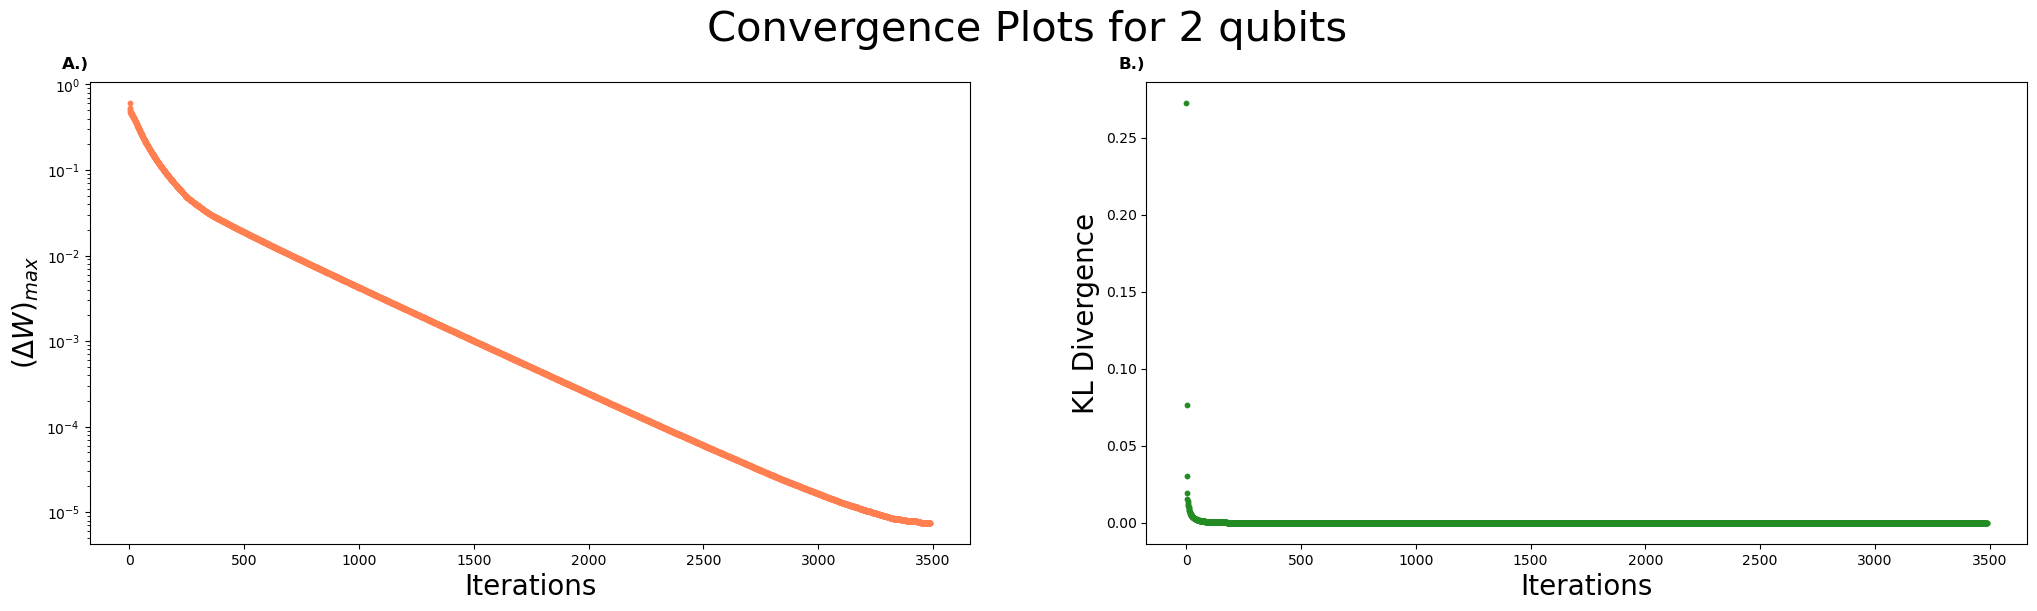 Convergence Plots for 2 qubits
A.)
10⁰
10⁻¹
10⁻²
10⁻³
10⁻⁴
10⁻⁵
(ΔW)ₘₐₓ
0 500 1000 1500 2000 2500 3000 3500
Iterations
B.)
0.25
0.20
0.15
0.10
0.05
0.00
KL Divergence
0 500 1000 1500 2000 2500 3000 3500
Iterations